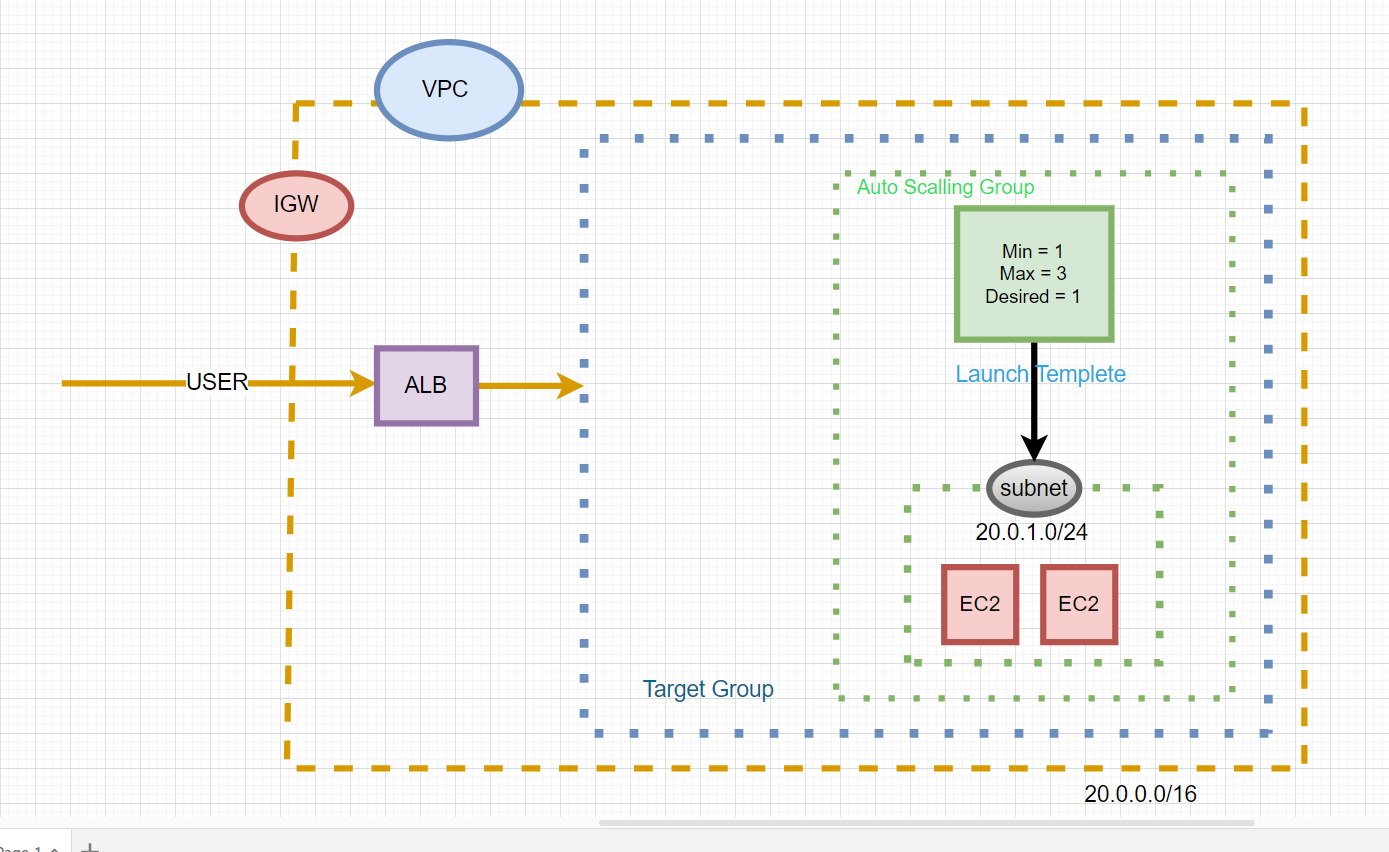 VPC
IGW
Auto Scalling Group
Min = 1
Max = 3
Desired = 1
USER
ALB
Launch Templete
subnet
20.0.1.0/24
EC2
EC2
Target Group
20.0.0.0/16